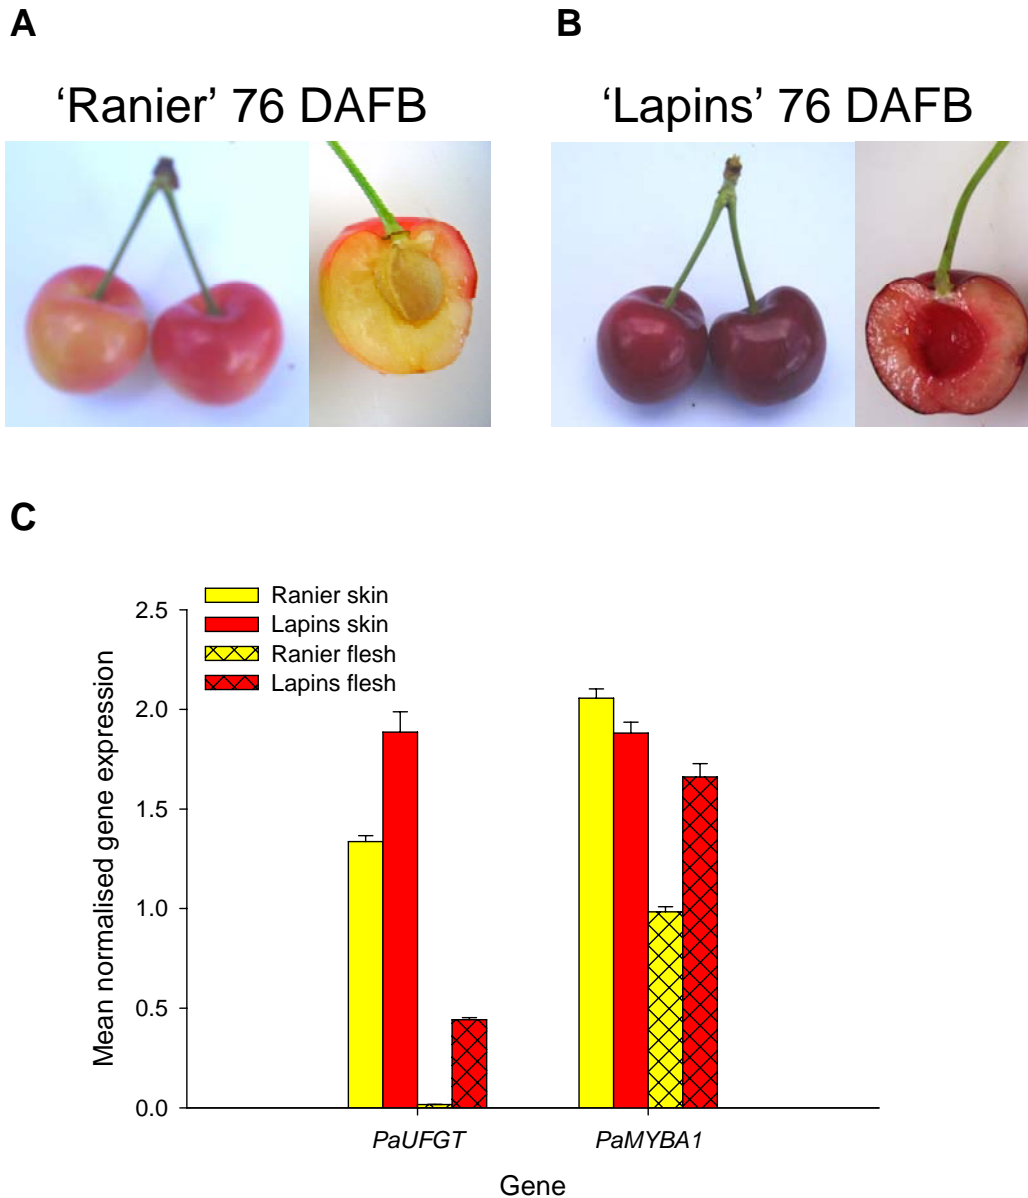 A
B
‘Ranier’ 76 DAFB
‘Lapins’ 76 DAFB
C
Ranier skin
Lapins skin
Ranier flesh
Lapins flesh
2.5
2.0
1.5
1.0
0.5
0.0
Mean normalised gene expression
PaUFGT
PaMYBA1
Gene